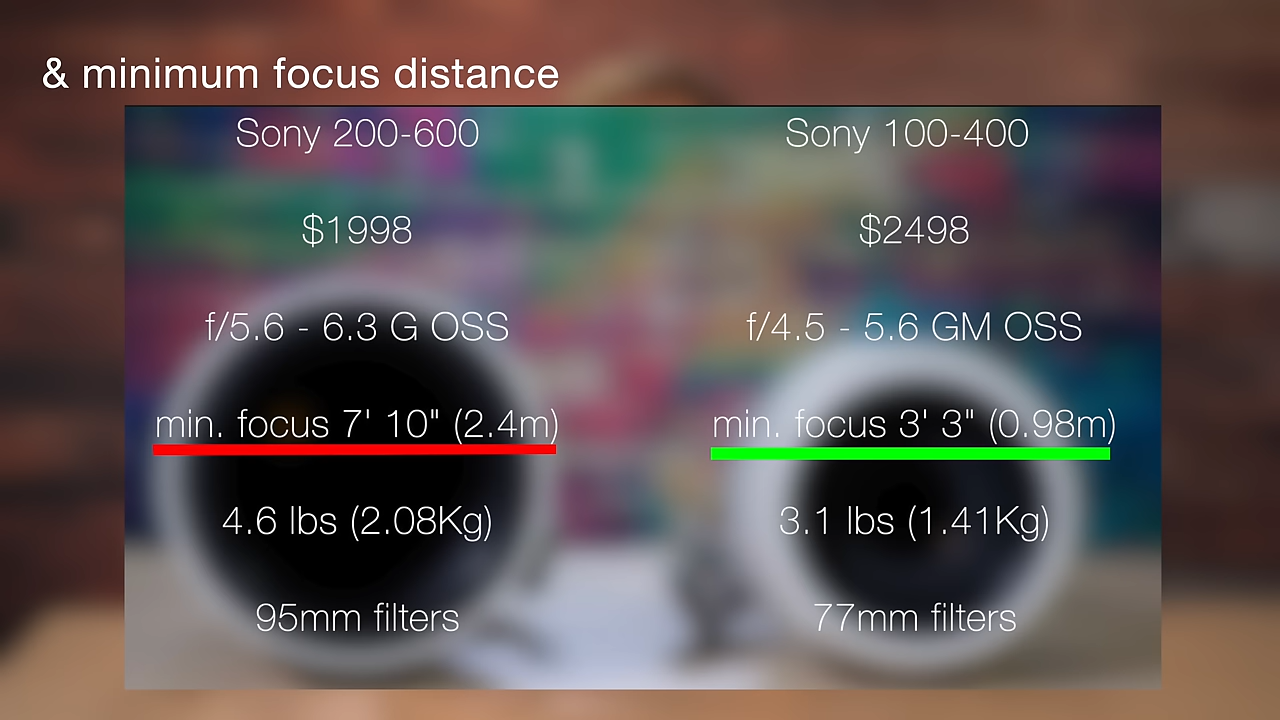 & minimum focus distance
Sony 200-600
Sony 100-400
$1998
$2498
f/5.6 - 6.3 G OSS
f/4.5 - 5.6 GM OSS
min. focus 7' 10" (2.4m)
min. focus 3' 3" (0.98m)
4.6 lbs (2.08Kg)
3.1 lbs (1.41Kg)
95mm filters
77mm filters